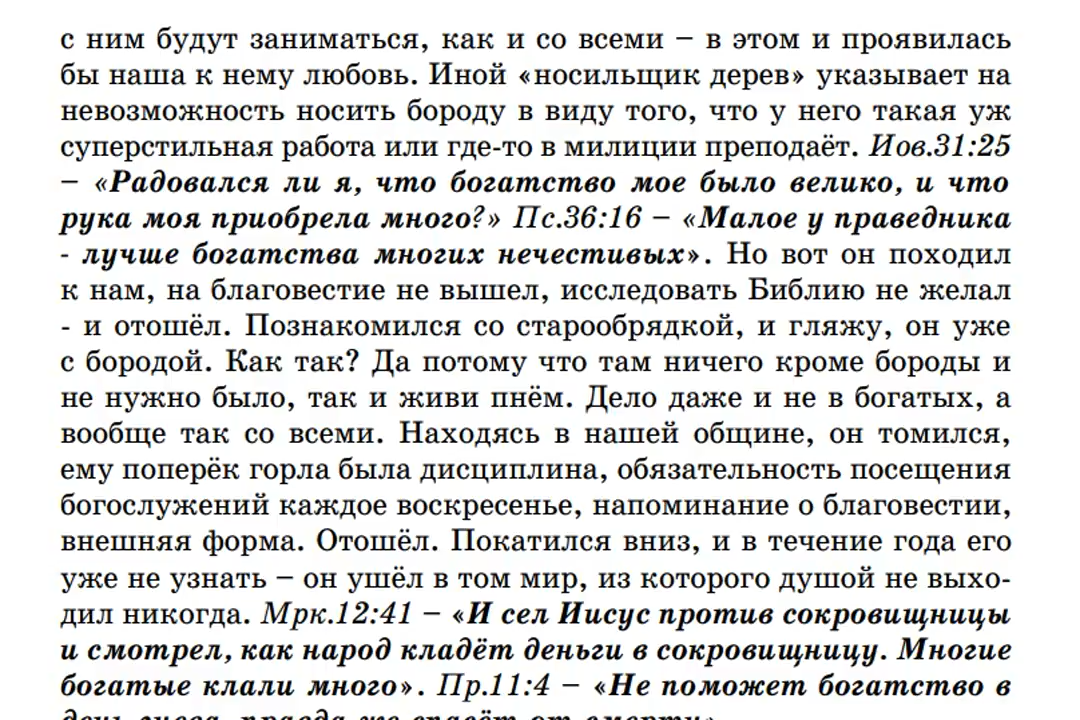 с ним будут заниматься, как и со всеми – в этом и проявилась
бы наша к нему любовь. Иной «носильщик дерев» указывает на
невозможность носить бороду в виду того, что у него такая уж
суперстильная работа или где-то в милиции преподаёт. Иов.31:25
– «Радовался ли я, что богатство мое было велико, и что
рука моя приобрела много?» Пс.36:16 – «Малое у праведника
- лучше богатства многих нечестивых». Но вот он походил
к нам, на благовестие не вышел, исследовать Библию не желал
- и отошёл. Познакомился со старообрядкой, и гляжу, он уже
с бородой. Как так? Да потому что там ничего кроме бороды и
не нужно было, так и живи пнём. Дело даже и не в богатых, а
вообще так со всеми. Находясь в нашей общине, он томился,
ему поперёк горла была дисциплина, обязательность посещения
богослужений каждое воскресенье, напоминание о благовестии,
внешняя форма. Отошёл. Покатился вниз, и в течение года его
уже не узнать – он ушёл в том мир, из которого душой не выхо-
дил никогда. Мрк.12:41 – «И сел Иисус против сокровищницы
и смотрел, как народ кладёт деньги в сокровищницу. Многие
богатые клали много». Пр.11:4 – «Не поможет богатство в
день гнева, правда же спасёт от смерти»